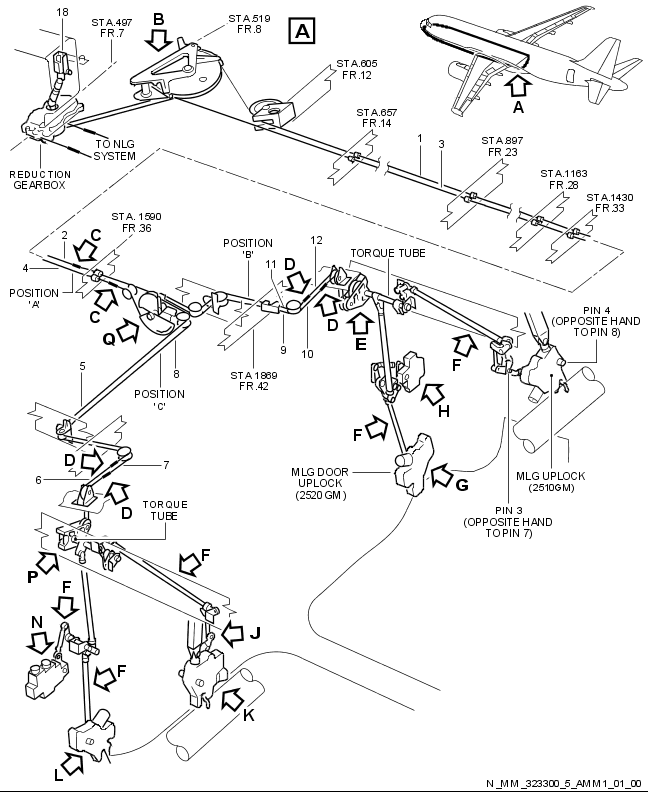 18
STA.497
FR.7
B
STA.519
FR.8
A
STA.605
FR.12
A
STA.657
FR.14
1
3
STA.897
FR.23
STA.1163
FR.28
STA.1430
FR.33
TO NLG
SYSTEM
REDUCTION
GEARBOX
STA.1590
FR.36
2
C
4
POSITION
'A'
C
Q
POSITION
'B'
11
D
12
TORQUE TUBE
D
E
9
10
8
STA 1869
FR.42
POSITION
'C'
5
PIN 4
(OPPOSITE HAND
TO PIN 8)
F
H
F
G
MLG DOOR
UPLOCK
(2520 GM)
MLG UPLOCK
(2510GM)
PIN 3
(OPPOSITE HAND
TO PIN 7)
D
6
7
D
TORQUE
TUBE
P
F
F
N
J
F
K
L
N_MM_323300_5_AMM1_01_00